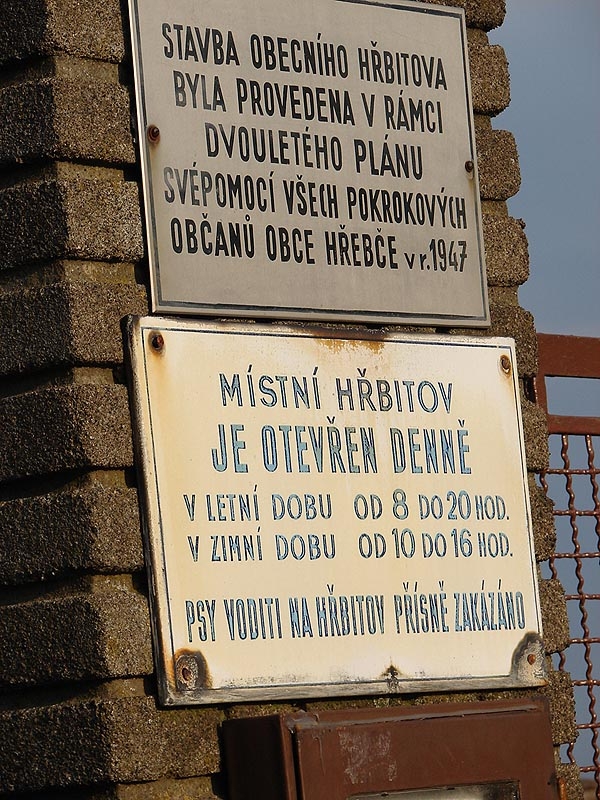 STAVBA OBECNÍHO HŘBITOVA
BYLA PROVEDENA V RÁMCI
DVOULETÉHO PLÁNU
SVÉPOMOCÍ VŠECH POKROKOVÝCH
OBČANŮ OBCE HŘEBČE v r. 1947
MÍSTNÍ HŘBITOV
JE OTEVŘEN DENNĚ
V LETNÍ DOBU OD 8 DO 20 HOD.
V ZIMNÍ DOBU OD 10 DO 16 HOD.
PSY VODITI NA HŘBITOV PŘÍSNĚ ZAKÁZÁNO